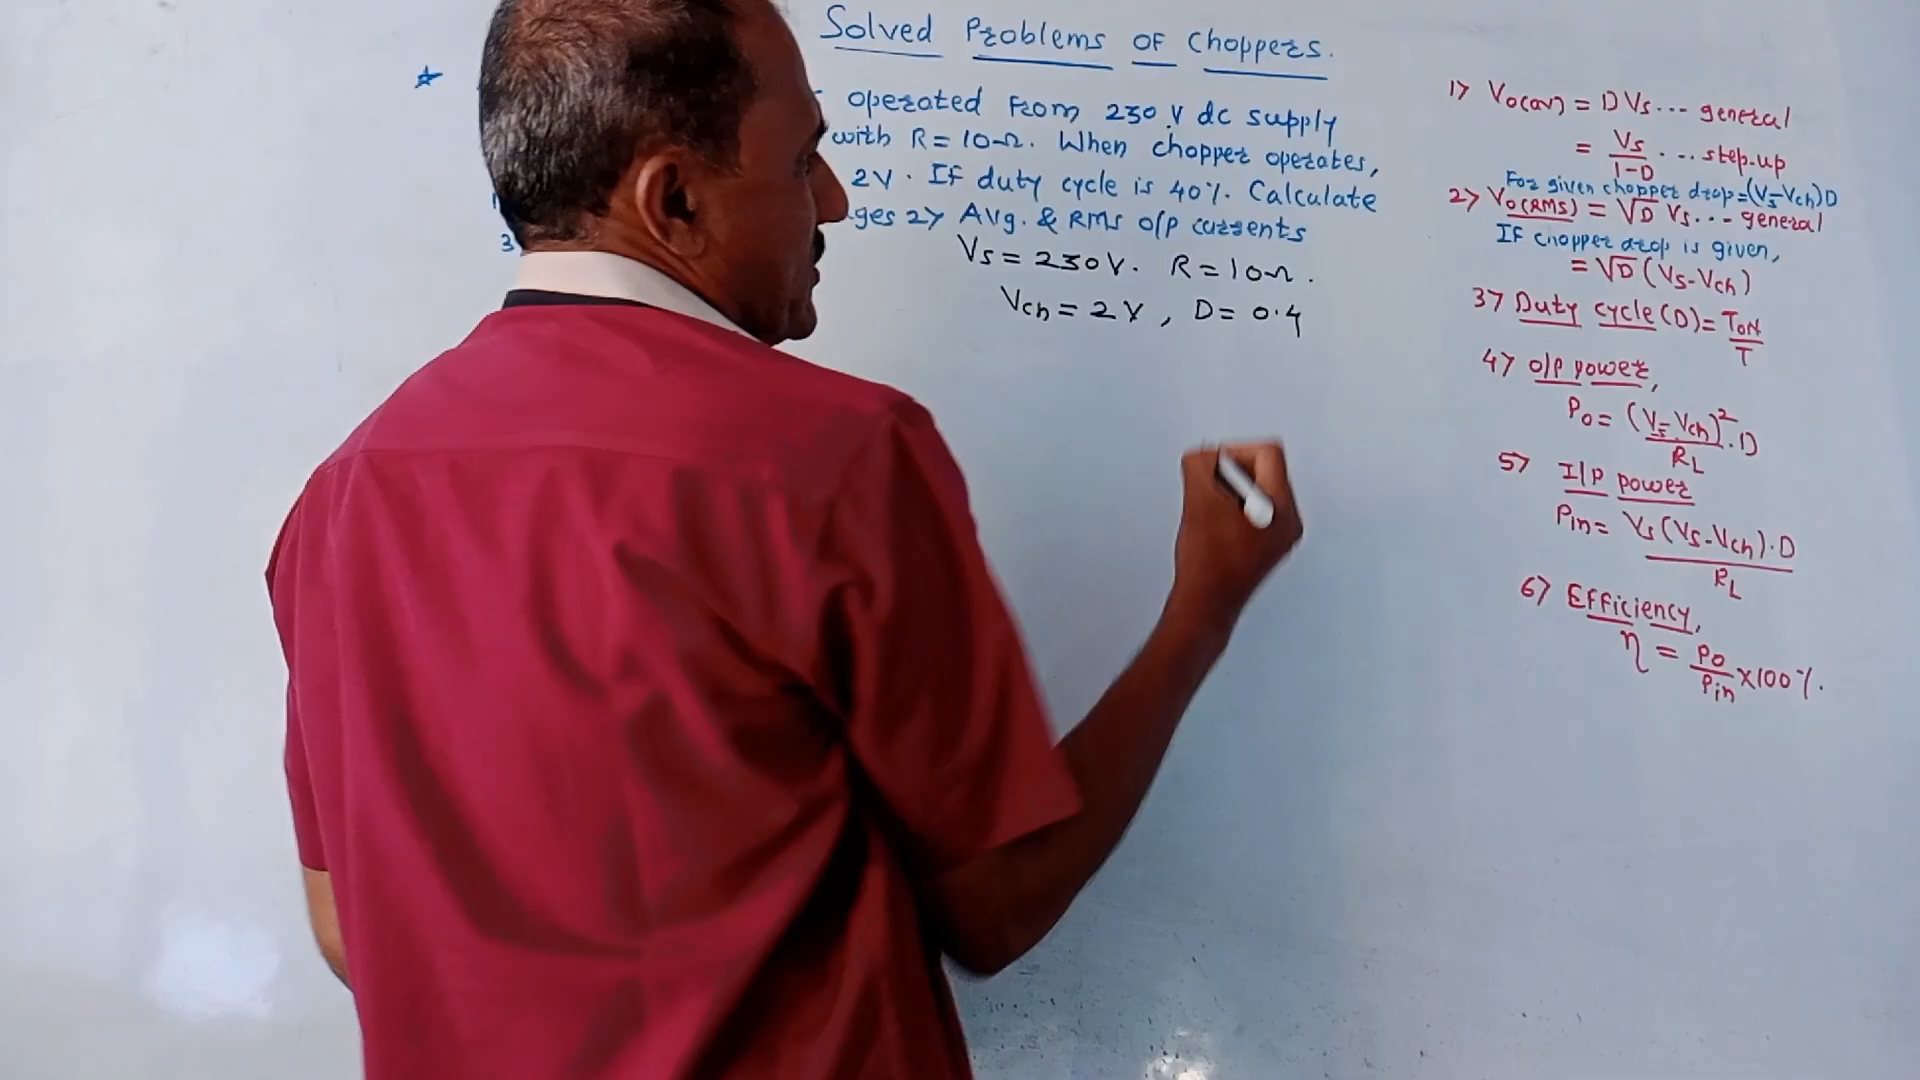 Solved Problems OF Choppers.
operated From 230 V dc supply
with R = 10Ω. When chopper operates,
2V. If duty cycle is 40%. Calculate
ges 2> Avg. & RMS o/p currents
3
Vs = 230V. R = 10Ω.
Vch = 2V, D = 0.4
1> Vo(av) = DVs ... general
= Vs/1-D ... step-up
For given chopper drop = (Vs-Vch)D
2> Vo(RMS) = √D Vs ... general
If chopper drop is given,
= √D (Vs-Vch)
3> Duty cycle (D) = TON/T
4> o/p power,
Po = (Vs-Vch)²/RL . D
5> I/p power
Pin = Vs(Vs-Vch).D/RL
6> Efficiency,
η = Po/Pin × 100%.